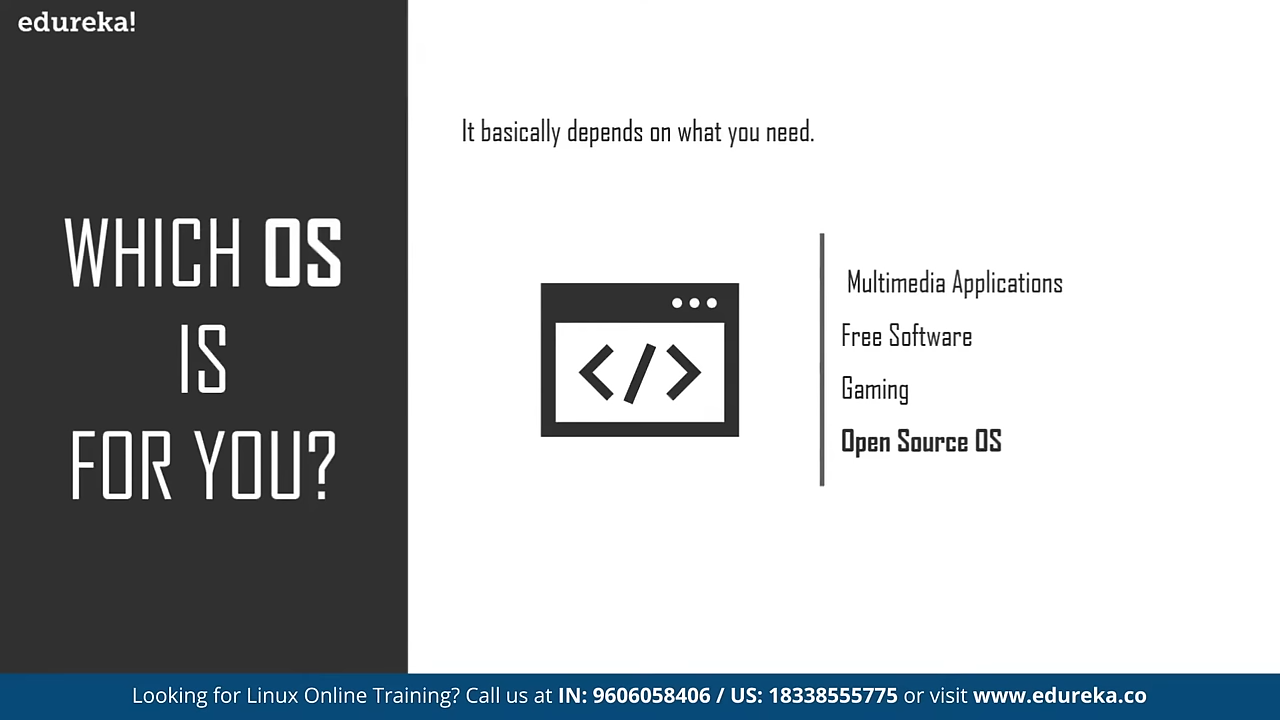 edureka!
WHICH OS
IS
FOR YOU?
It basically depends on what you need.
</>
Multimedia Applications
Free Software
Gaming
Open Source OS
Looking for Linux Online Training? Call us at IN: 9606058406 / US: 18338555775 or visit www.edureka.co